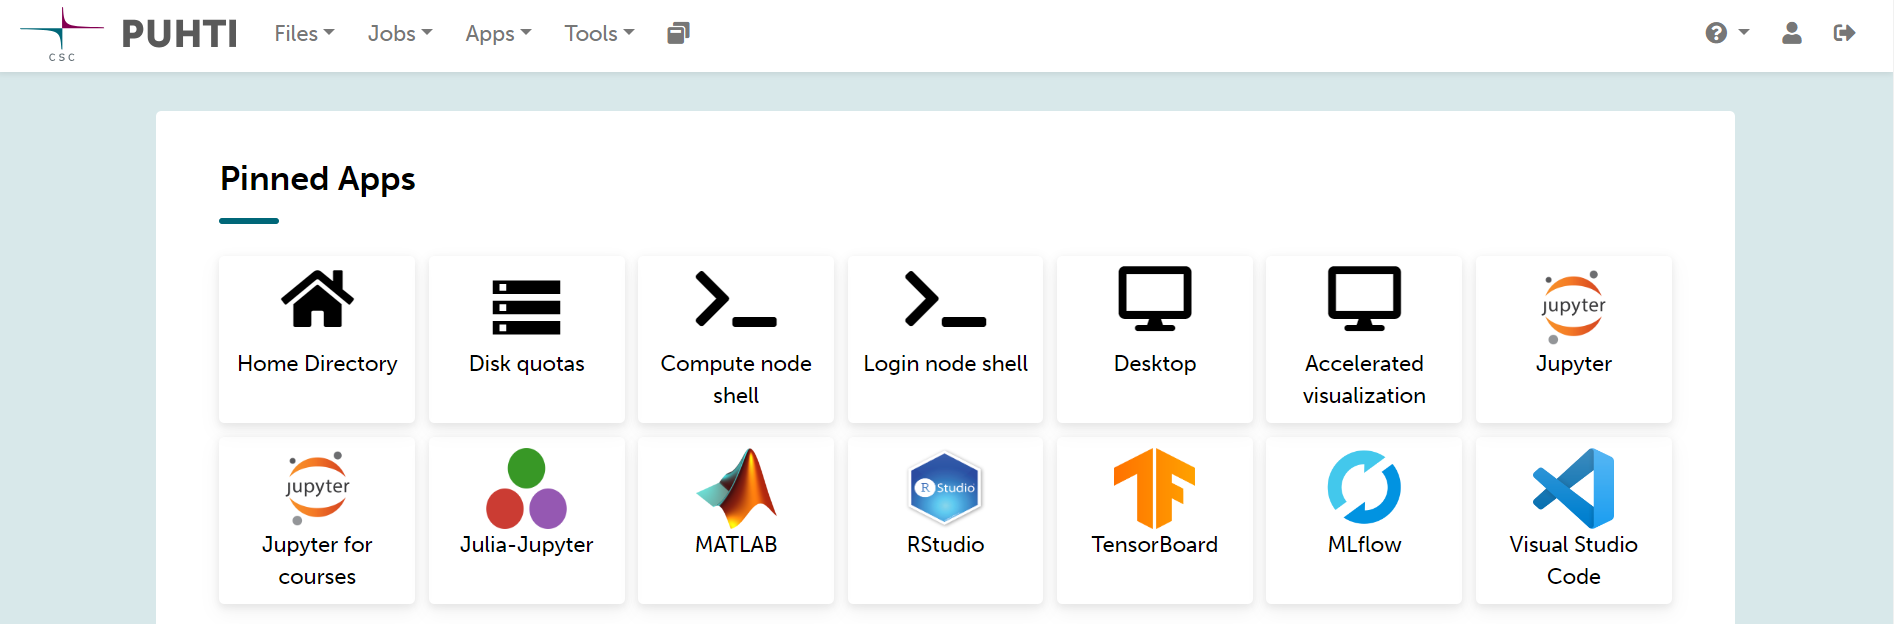 CSC
PUHTI
Files
Jobs
Apps
Tools
Pinned Apps
Home Directory
Disk quotas
Compute node
shell
Login node shell
Desktop
Accelerated
visualization
jupyter
Jupyter
jupyter
Jupyter for
courses
Julia-Jupyter
MATLAB
R Studio
RStudio
TensorBoard
MLflow
Visual Studio
Code